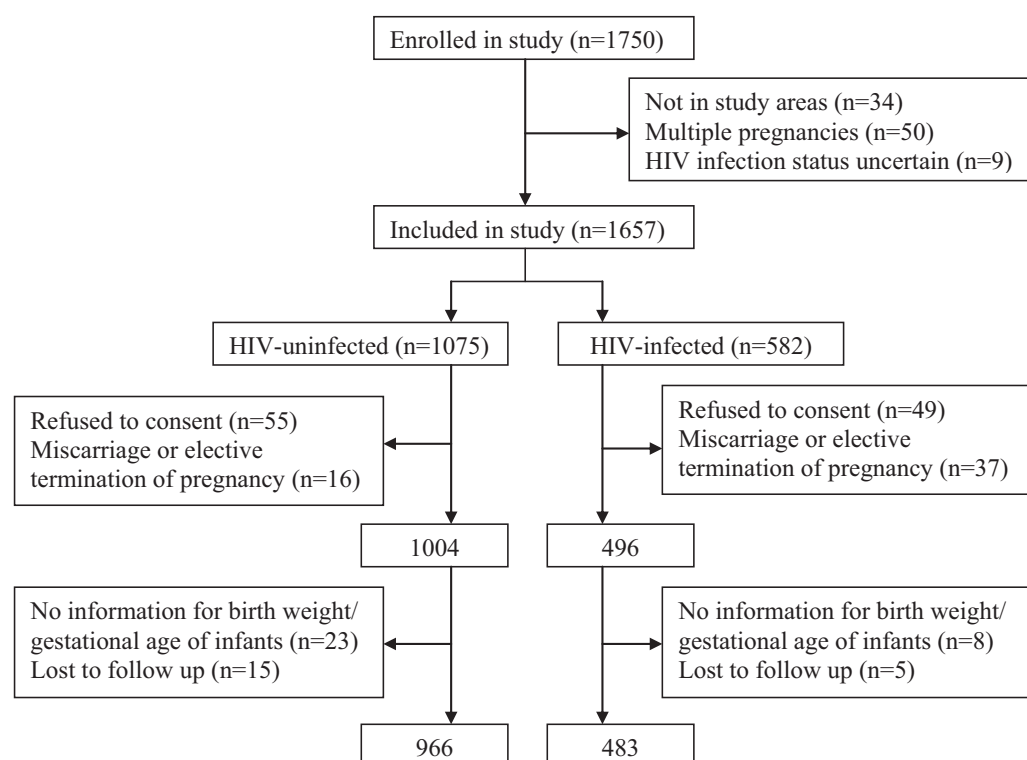 Enrolled in study (n=1750)
Not in study areas (n=34)
Multiple pregnancies (n=50)
HIV infection status uncertain (n=9)
Included in study (n=1657)
HIV-uninfected (n=1075)
HIV-infected (n=582)
Refused to consent (n=55)
Miscarriage or elective
termination of pregnancy (n=16)
Refused to consent (n=49)
Miscarriage or elective
termination of pregnancy (n=37)
1004
496
No information for birth weight/
gestational age of infants (n=23)
Lost to follow up (n=15)
No information for birth weight/
gestational age of infants (n=8)
Lost to follow up (n=5)
966
483